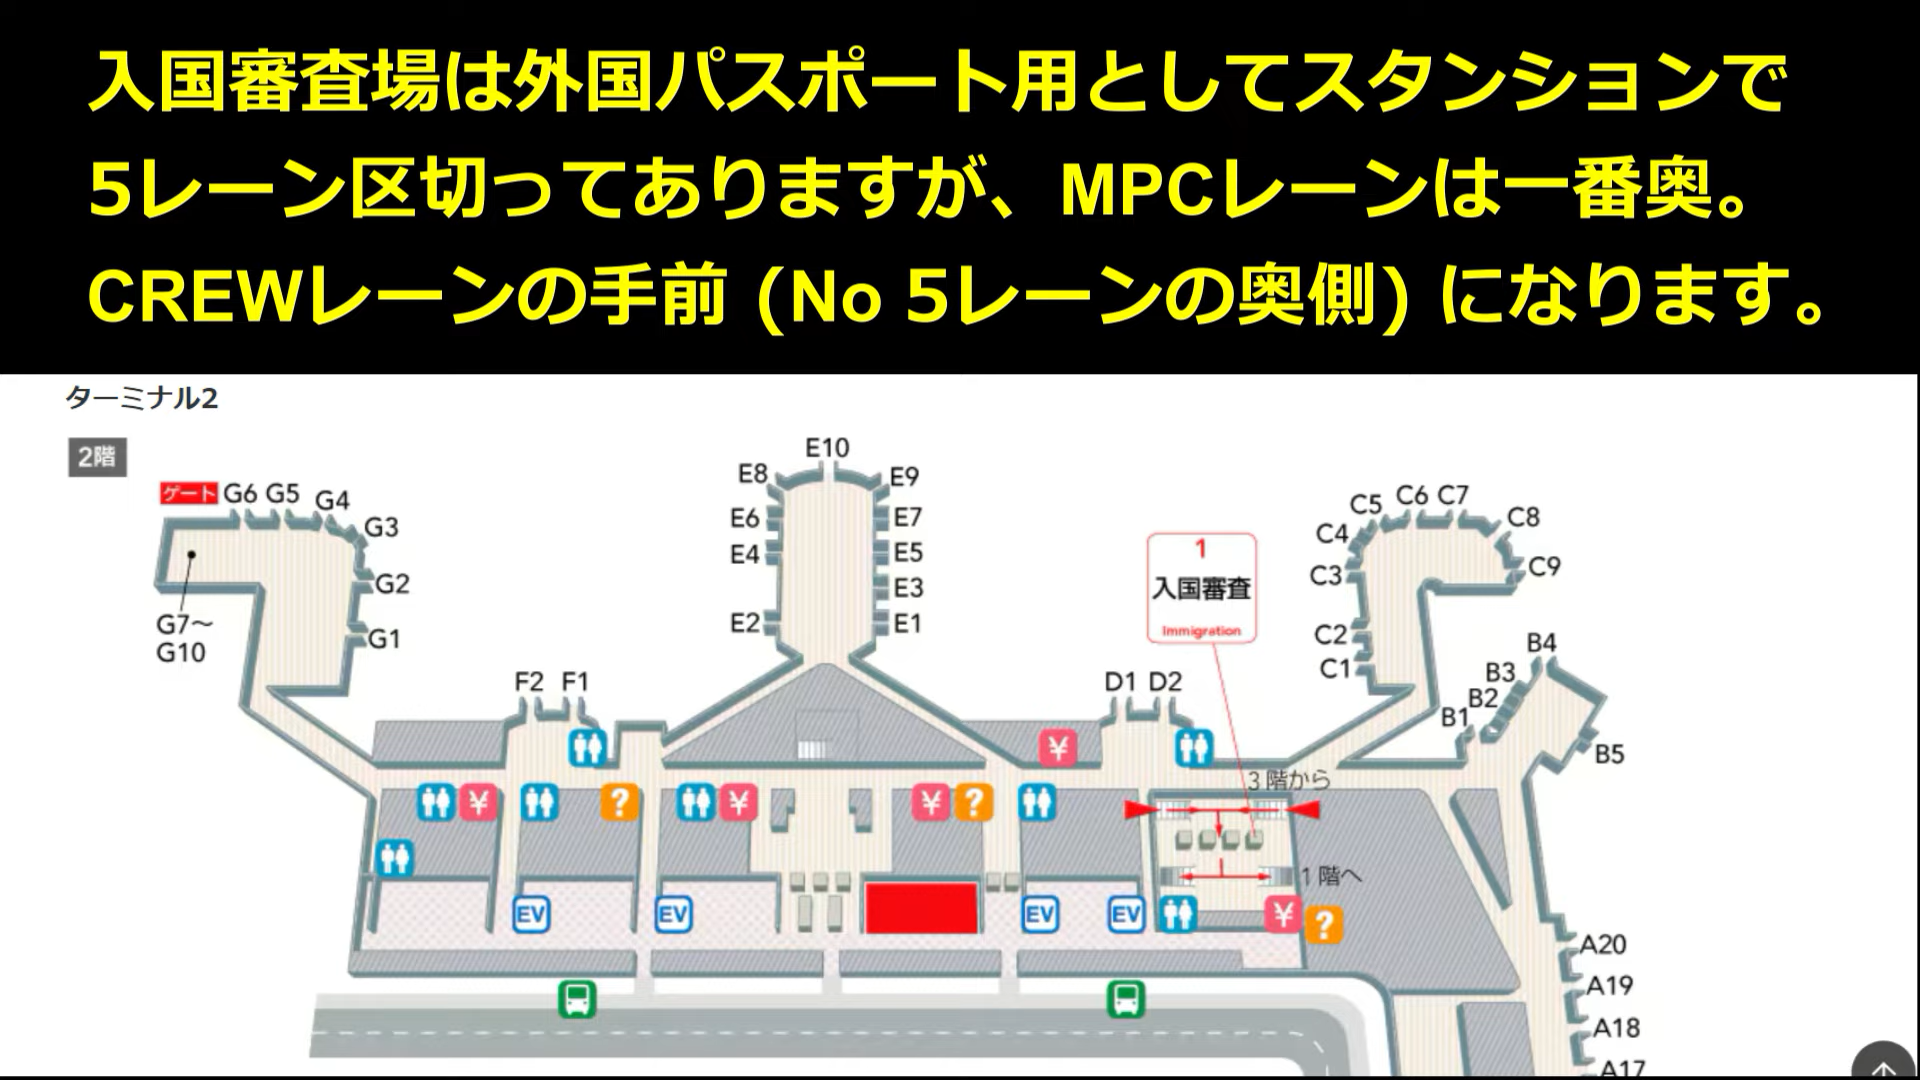 入国審査場は外国パスポート用としてスタンションで
5レーン区切ってありますが、MPCレーンは一番奥。
CREWレーンの手前 (No 5レーンの奥側) になります。
ターミナル2
2階
ゲート G6 G5 G4
G3
G2
G1
G7〜
G10
F2 F1
E10
E8 E9
E6 E7
E4 E5
E3
E2 E1
1
入国審査
Immigration
D1 D2
C5 C6 C7
C4 C8
C3 C9
C2
C1
B4
B3
B2
B1
B5
¥
3階から
¥ ? ¥ ¥ ?
1階へ
EV EV EV EV ¥ ?
A20
A19
A18
A17